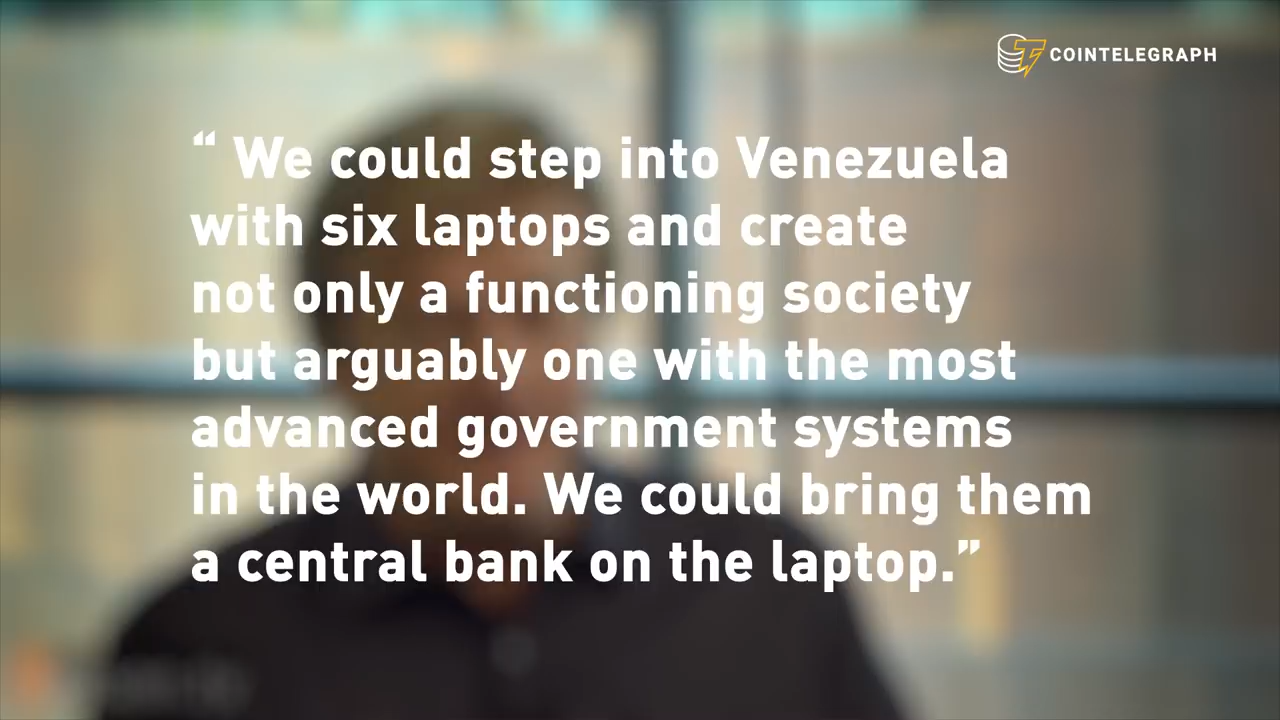 COINTELEGRAPH
“ We could step into Venezuela
with six laptops and create
not only a functioning society
but arguably one with the most
advanced government systems
in the world. We could bring them
a central bank on the laptop.”